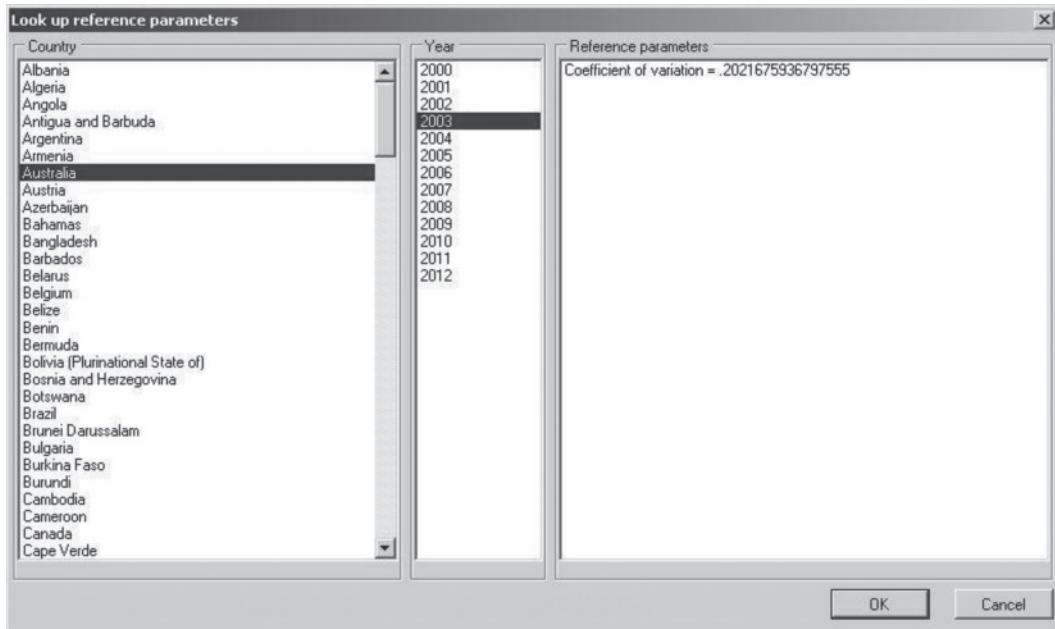 Look up reference parameters
Country
Albania
Algeria
Angola
Antigua and Barbuda
Argentina
Armenia
Australia
Austria
Azerbaijan
Bahamas
Bangladesh
Barbados
Belarus
Belgium
Belize
Benin
Bermuda
Bolivia (Plurinational State of)
Bosnia and Herzegovina
Botswana
Brazil
Brunei Darussalam
Bulgaria
Burkina Faso
Burundi
Cambodia
Cameroon
Canada
Cape Verde
Year
2000
2001
2002
2003
2004
2005
2006
2007
2008
2009
2010
2011
2012
Reference parameters
Coefficient of variation = .2021675936797555
OK
Cancel